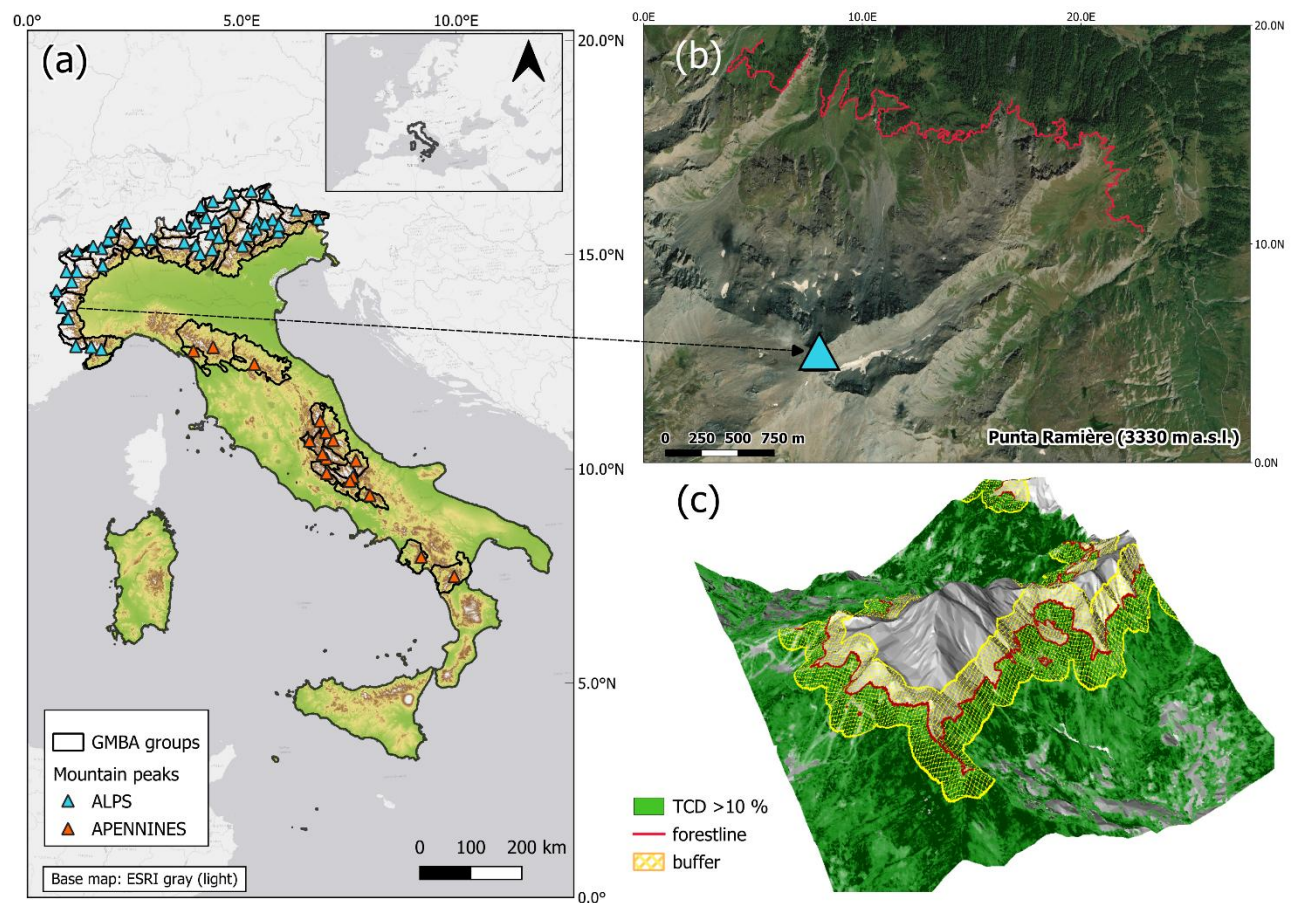 0.0°
5.0°
10.0°
(a)
20.0°N
15.0°N
10.0°N
5.0°N
0.0°
GMBA groups
Mountain peaks
ALPS
APENNINES
Base map: ESRI gray (light)
0 100 200 km
0.0E
10.0E
20.0E
(b)
20.0N
10.0N
0.0N
0 250 500 750 m
Punta Ramière (3330 m a.s.l.)
(c)
TCD >10 %
forestline
buffer